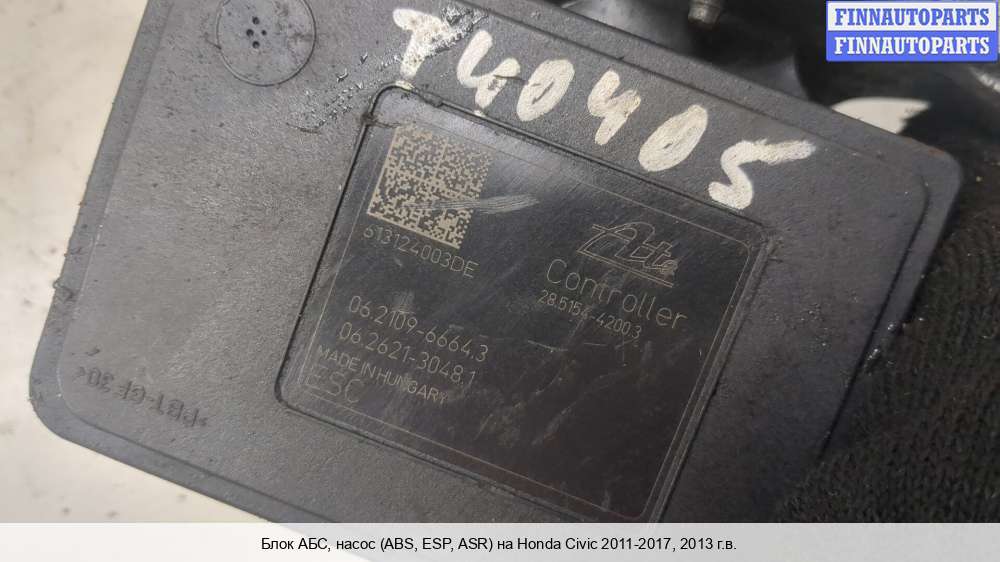 FINNAUTOPARTS
FINNAUTOPARTS
T40405
Ate
613124003DE
Controller
28.5154-4200.3
06.2109-6664.3
06.2621-3048.1
MADE IN HUNGARY
ESC
>PBT-GF30<
Блок АБС, насос (ABS, ESP, ASR) на Honda Civic 2011-2017, 2013 г.в.